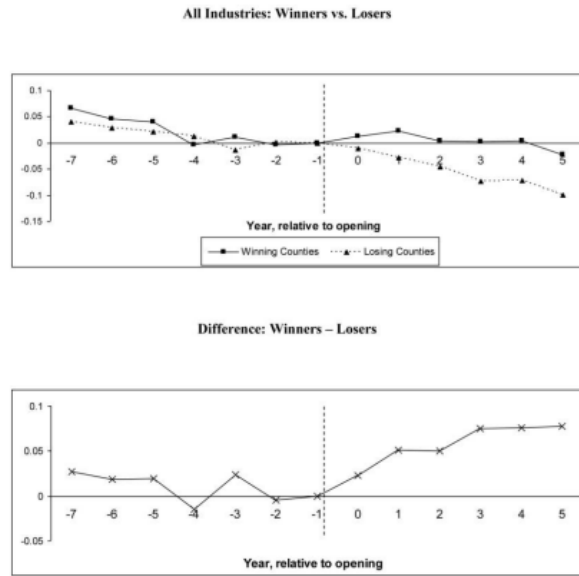 All Industries: Winners vs. Losers
0.1
0.05
0
-0.05
-0.1
-0.15
-7 -6 -5 -4 -3 -2 -1 0 1 2 3 4 5
Year, relative to opening
Winning Counties Losing Counties
Difference: Winners – Losers
0.1
0.05
0
-0.05
-7 -6 -5 -4 -3 -2 -1 0 1 2 3 4 5
Year, relative to opening